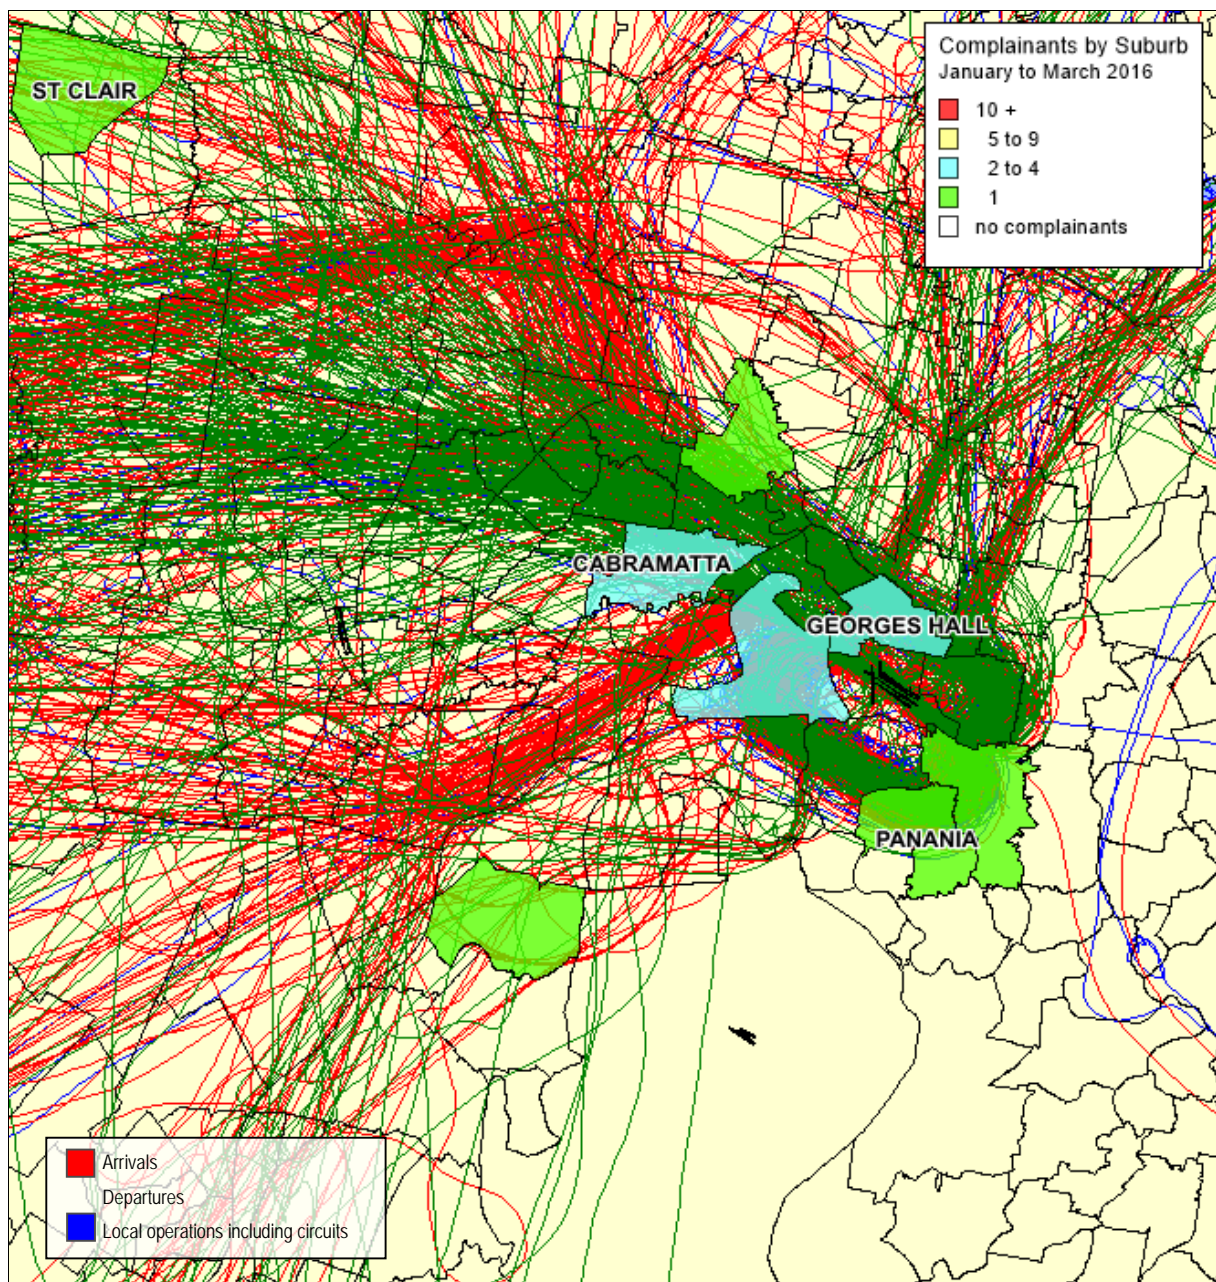 Complainants by Suburb
January to March 2016
10 +
5 to 9
2 to 4
1
no complainants
ST CLAIR
CABRAMATTA
GEORGES HALL
PANANIA
Arrivals
Departures
Local operations including circuits